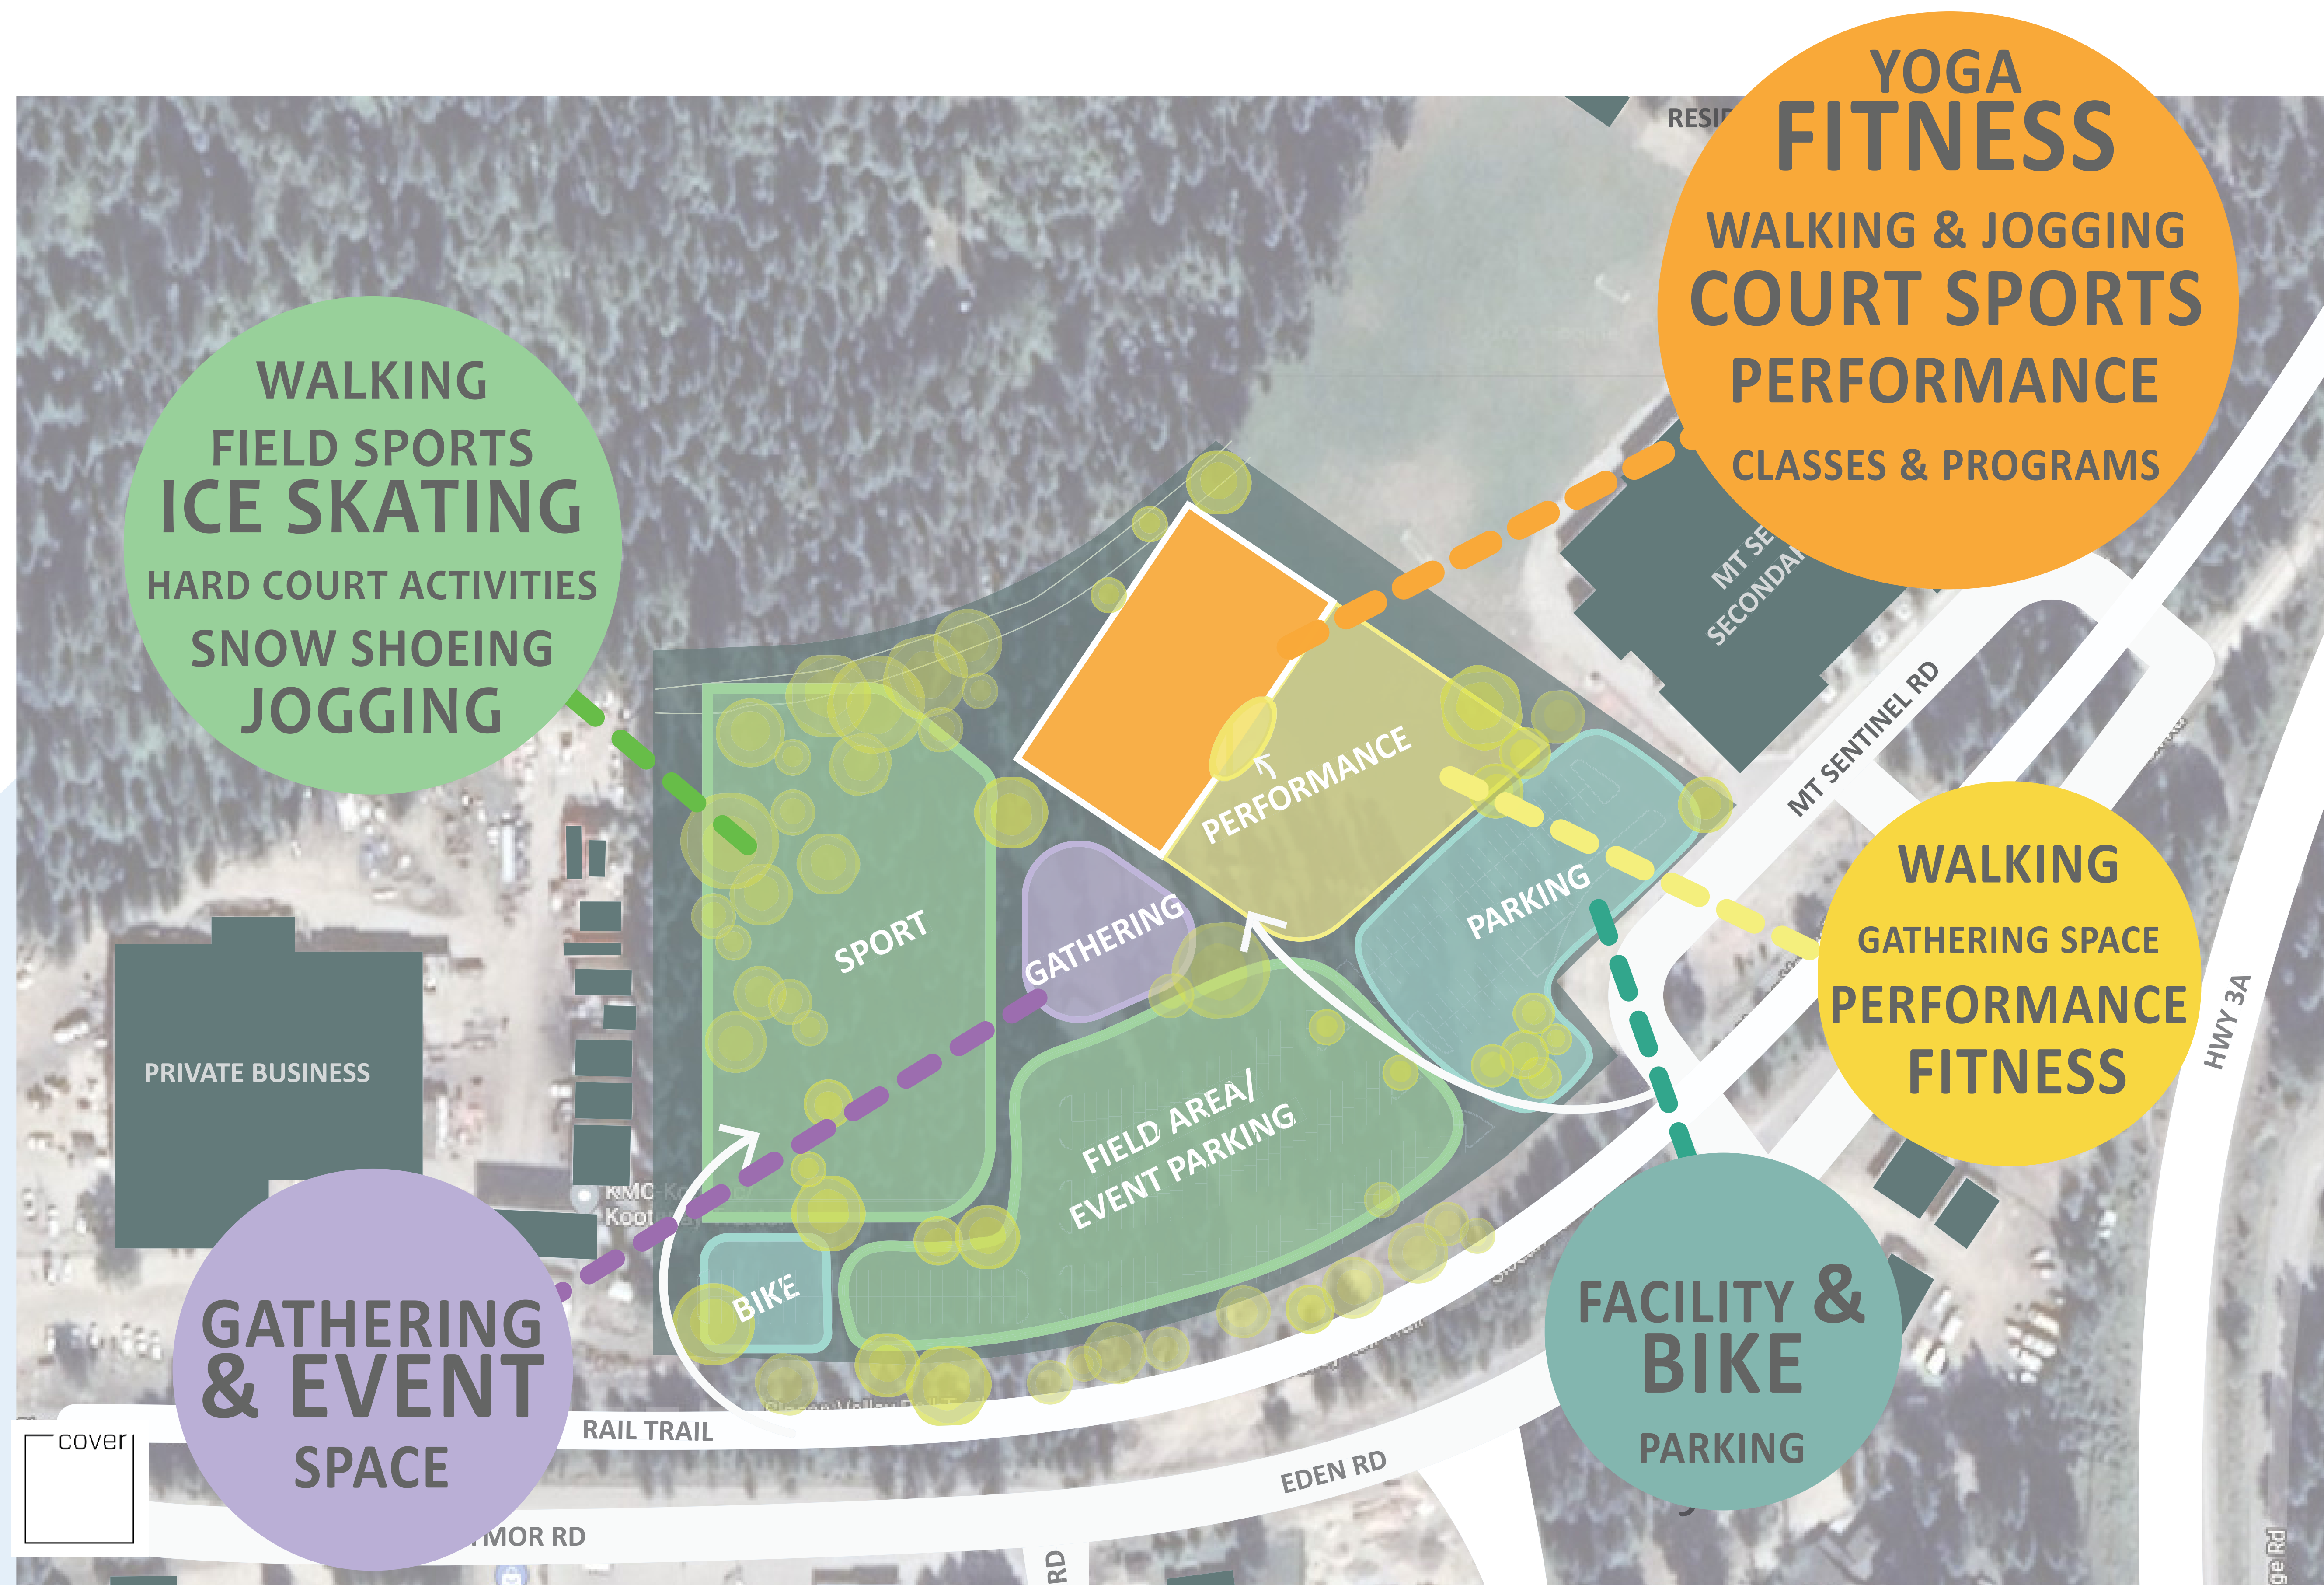 YOGA
FITNESS
WALKING & JOGGING
COURT SPORTS
PERFORMANCE
CLASSES & PROGRAMS
WALKING
FIELD SPORTS
ICE SKATING
HARD COURT ACTIVITIES
SNOW SHOEING
JOGGING
MT SE
SECONDA
MT SENTINEL RD
PERFORMANCE
PARKING
SPORT
GATHERING
WALKING
GATHERING SPACE
PERFORMANCE
FITNESS
HWY 3A
PRIVATE BUSINESS
FIELD AREA/
EVENT PARKING
BIKE
GATHERING
& EVENT
SPACE
FACILITY &
BIKE
PARKING
RAIL TRAIL
EDEN RD
cover
MOR RD
RD
ge Rd